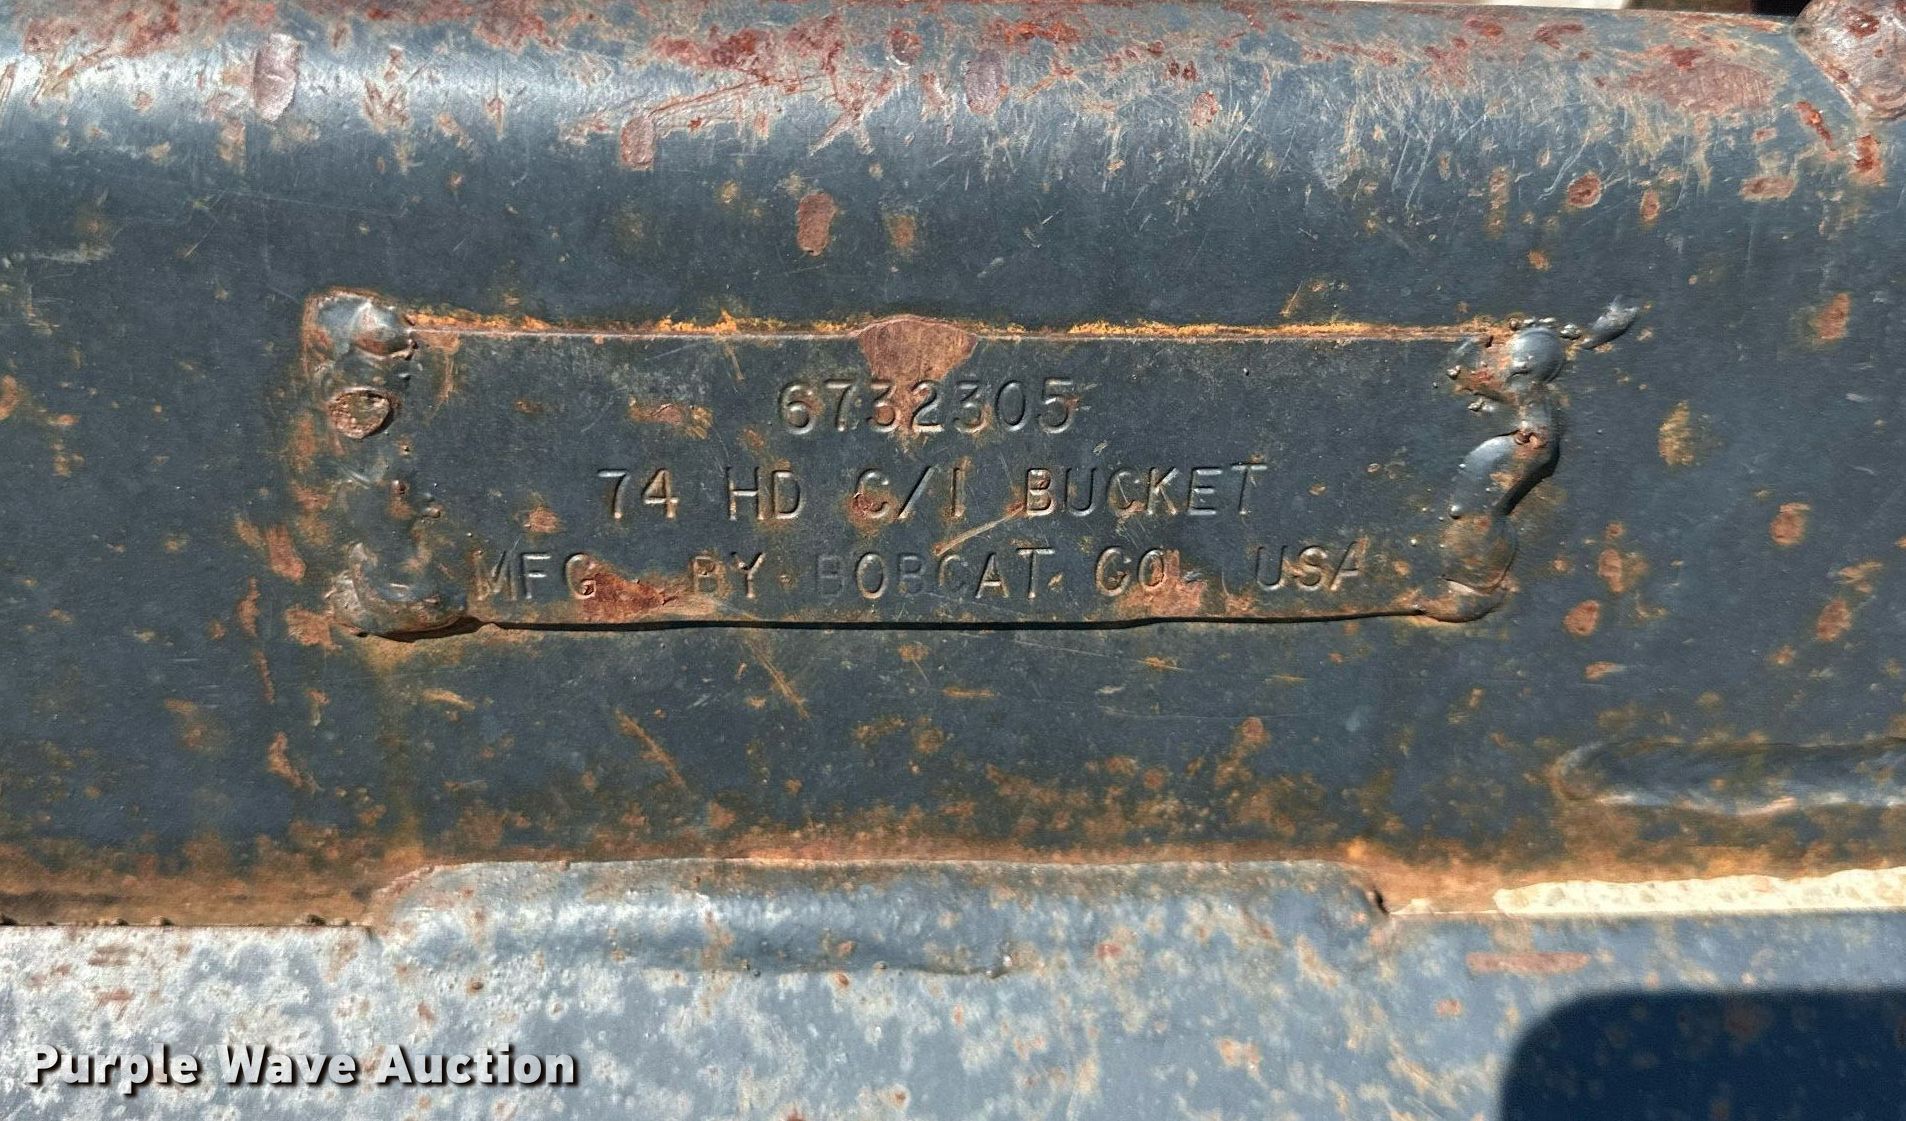 6732305
74 HD C/I BUCKET
MFG BY BOBCAT CO. USA
Purple Wave Auction